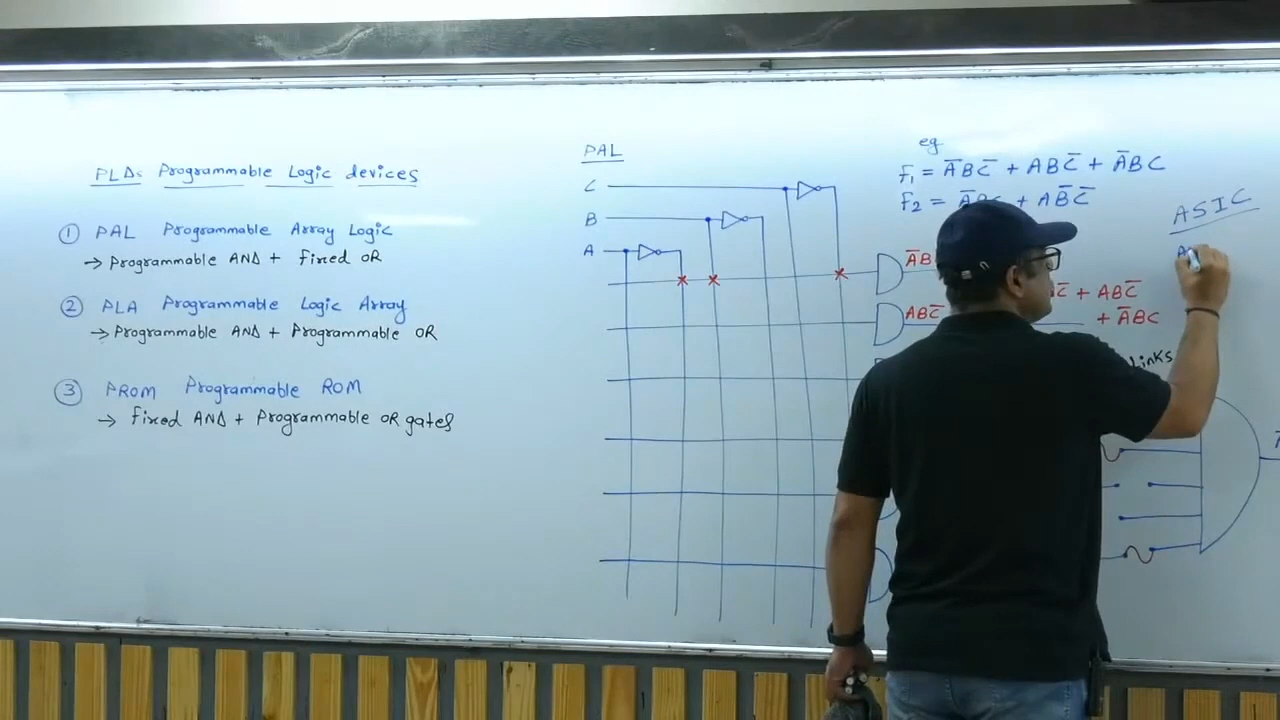 PLDs Programmable Logic devices
① PAL Programmable Array Logic
→ Programmable AND + fixed OR
② PLA Programmable Logic Array
→ Programmable AND + Programmable OR
③ PROM Programmable ROM
→ fixed AND + Programmable OR gates
PAL
C
B
A
eg
F₁ = A̅BC̅ + ABC̅ + A̅BC
F₂ = + AB̅C̅
ABC̅
+ ABC̅
+ A̅BC
Links
ASIC